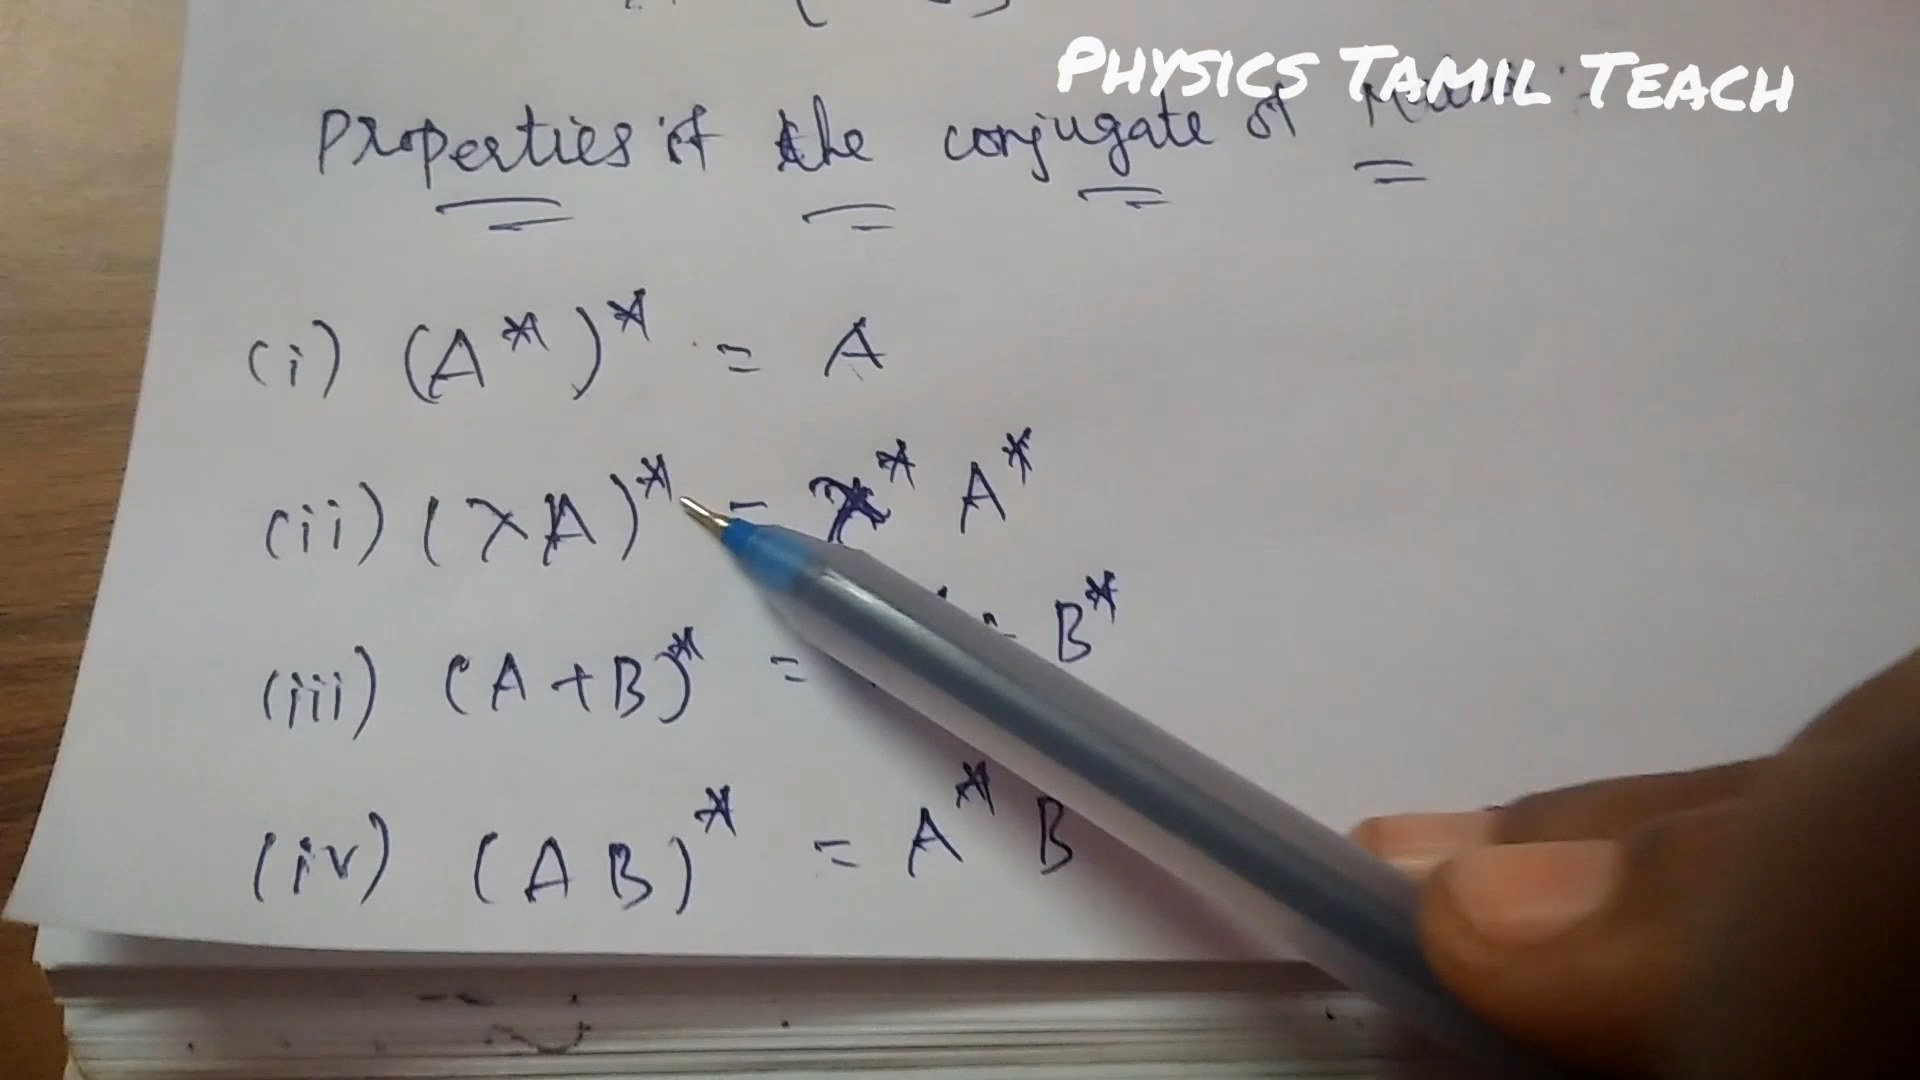 PHYSICS TAMIL TEACH
Properties of the conjugate of
(i) (A*)* = A
(ii) (λA)* = λ* A*
(iii) (A+B)* = B*
(iv) (AB)* = A* B